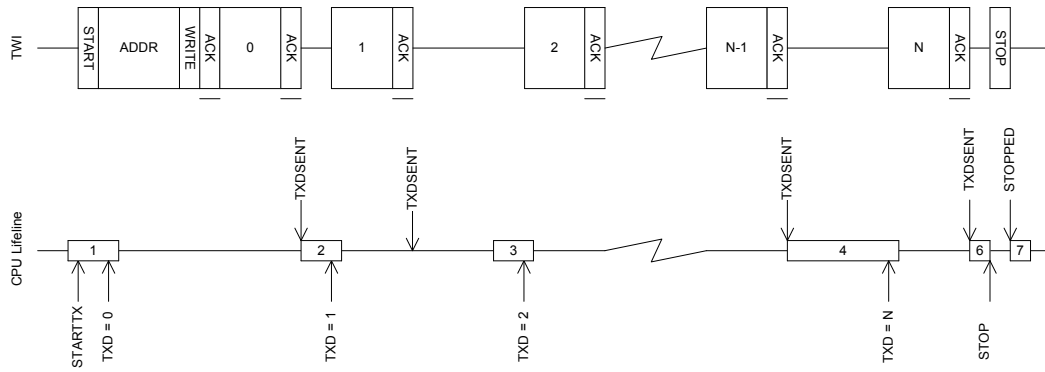 TWI
START
ADDR
WRITE
ACK
0
ACK
1
ACK
2
ACK
N-1
ACK
N
ACK
STOP
CPU Lifeline
TXDSENT
TXDSENT
TXDSENT
TXDSENT
STOPPED
1
2
3
4
6
7
STARTTX
TXD = 0
TXD = 1
TXD = 2
TXD = N
STOP